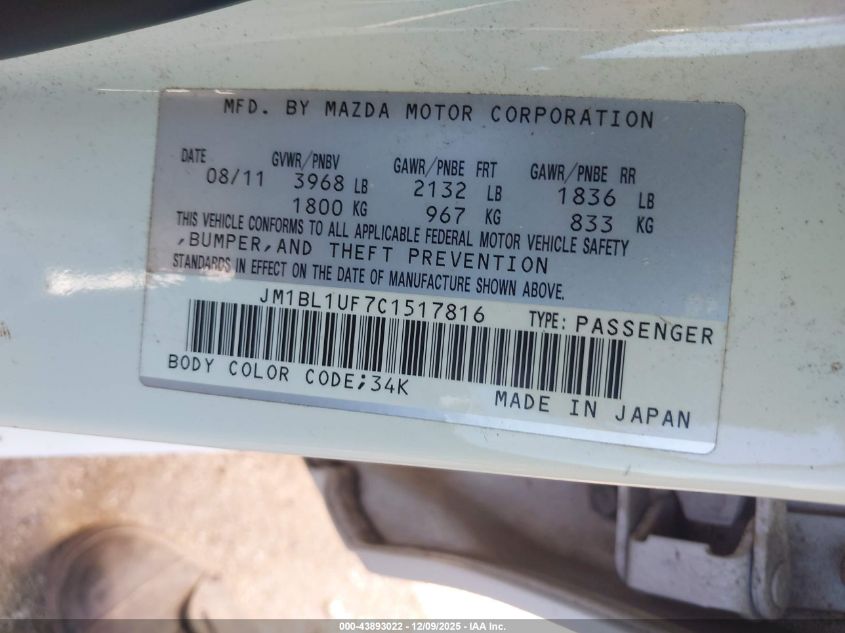 MFD. BY MAZDA MOTOR CORPORATION
DATE GVWR/PNBV GAWR/PNBE FRT GAWR/PNBE RR
08/11 3968 LB 2132 LB 1836 LB
1800 KG 967 KG 833 KG
THIS VEHICLE CONFORMS TO ALL APPLICABLE FEDERAL MOTOR VEHICLE SAFETY
,BUMPER,AND THEFT PREVENTION
STANDARDS IN EFFECT ON THE DATE OF MANUFACTURE SHOWN ABOVE.
JM1BL1UF7C1517816 TYPE: PASSENGER
BODY COLOR CODE;34K
MADE IN JAPAN
000-43893022 - 12/09/2025 - IAA Inc.